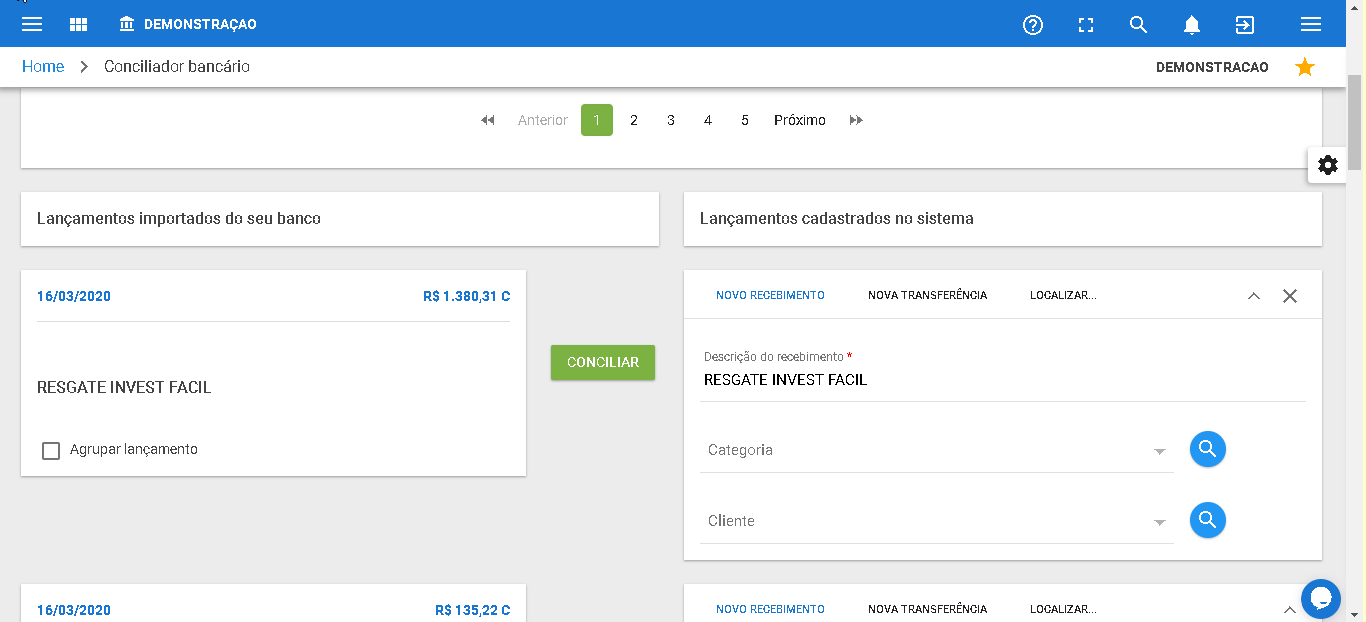 DEMONSTRAÇAO
Home Conciliador bancário DEMONSTRACAO
Anterior 1 2 3 4 5 Próximo
Lançamentos importados do seu banco
Lançamentos cadastrados no sistema
16/03/2020 R$ 1.380,31 C
RESGATE INVEST FACIL
Agrupar lançamento
CONCILIAR
NOVO RECEBIMENTO NOVA TRANSFERÊNCIA LOCALIZAR...
Descrição do recebimento *
RESGATE INVEST FACIL
Categoria
Cliente
16/03/2020 R$ 135,22 C
NOVO RECEBIMENTO NOVA TRANSFERÊNCIA LOCALIZAR...